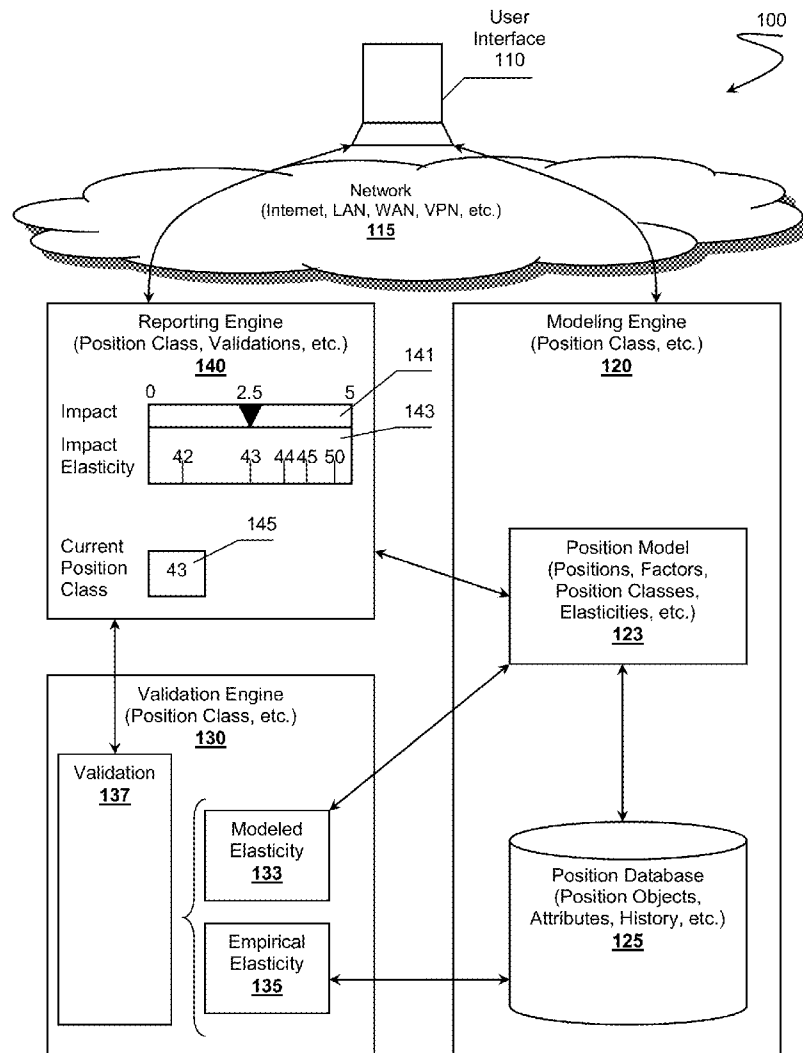 User
Interface
110
100
Network
(Internet, LAN, WAN, VPN, etc.)
115
Reporting Engine
(Position Class, Validations, etc.)
140
0 2.5 5
141
Impact
143
Impact
Elasticity
42 43 44 45 50
145
Current
Position
Class
43
Modeling Engine
(Position Class, etc.)
120
Position Model
(Positions, Factors,
Position Classes,
Elasticities, etc.)
123
Validation Engine
(Position Class, etc.)
130
Validation
137
Modeled
Elasticity
133
Empirical
Elasticity
135
Position Database
(Position Objects,
Attributes, History, etc.)
125